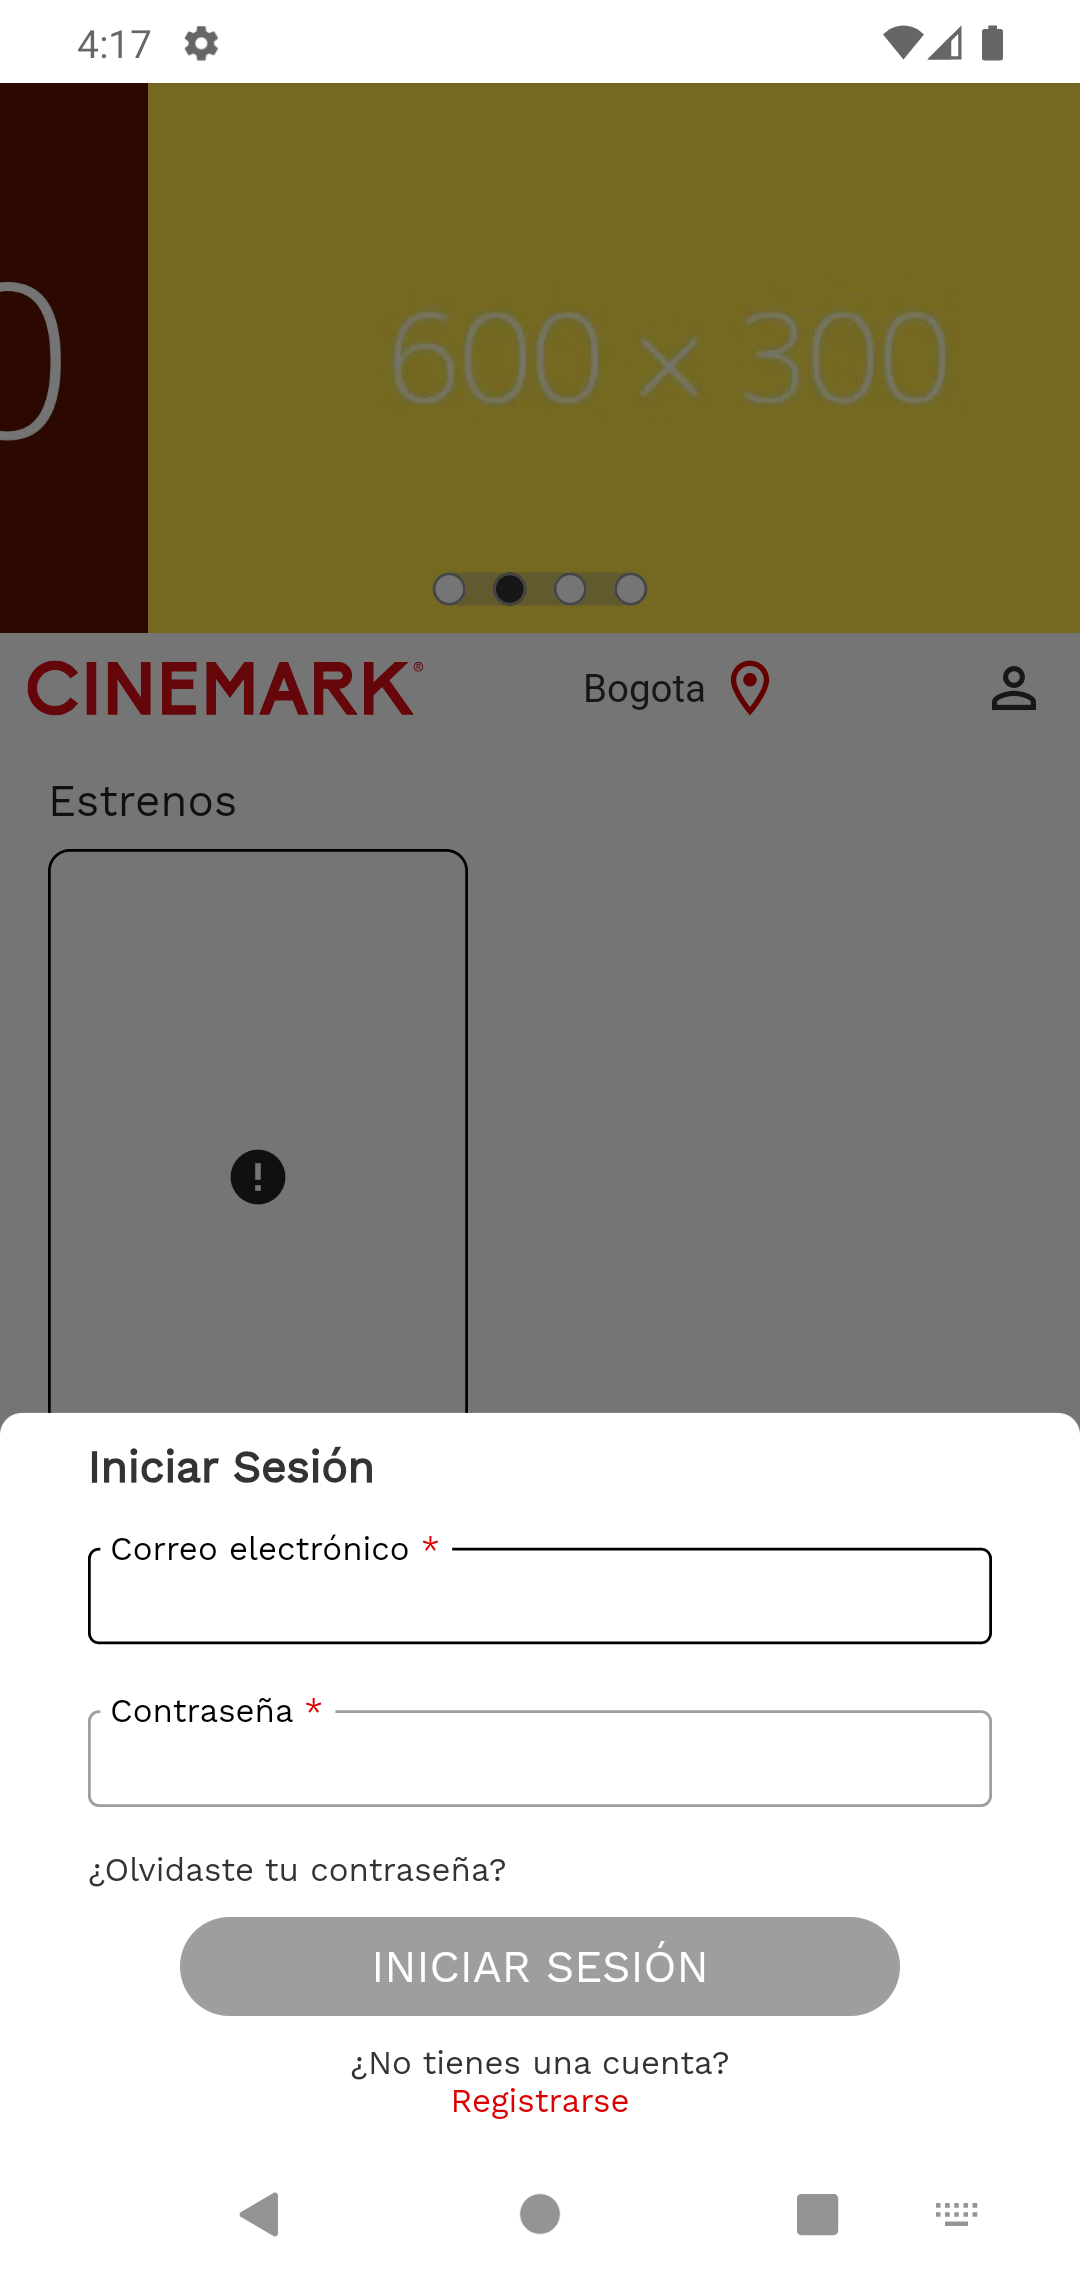 4:17
0
600 × 300
CINEMARK®
Bogota
Estrenos
Iniciar Sesión
Correo electrónico *
Contraseña *
¿Olvidaste tu contraseña?
INICIAR SESIÓN
¿No tienes una cuenta?
Registrarse